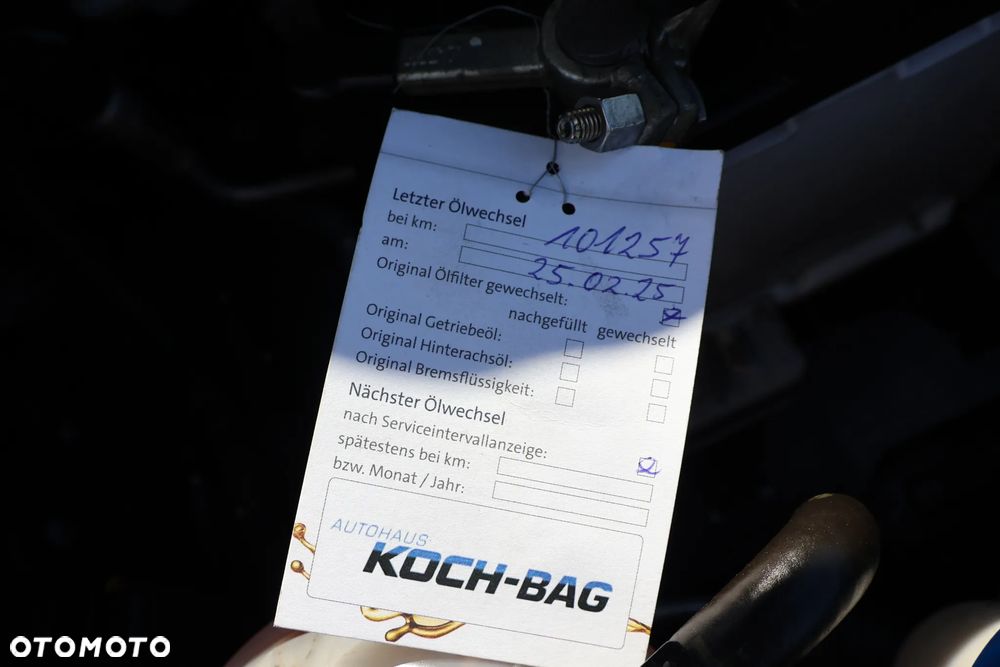 Letzter Ölwechsel
bei km: 101257
am: 25.02.25
Original Ölfilter gewechselt:
nachgefüllt gewechselt
Original Getriebeöl:
Original Hinterachsöl:
Original Bremsflüssigkeit:
Nächster Ölwechsel
nach Serviceintervallanzeige:
spätestens bei km:
bzw. Monat / Jahr:
AUTOHAUS
KOCH-BAG
OTOMOTO